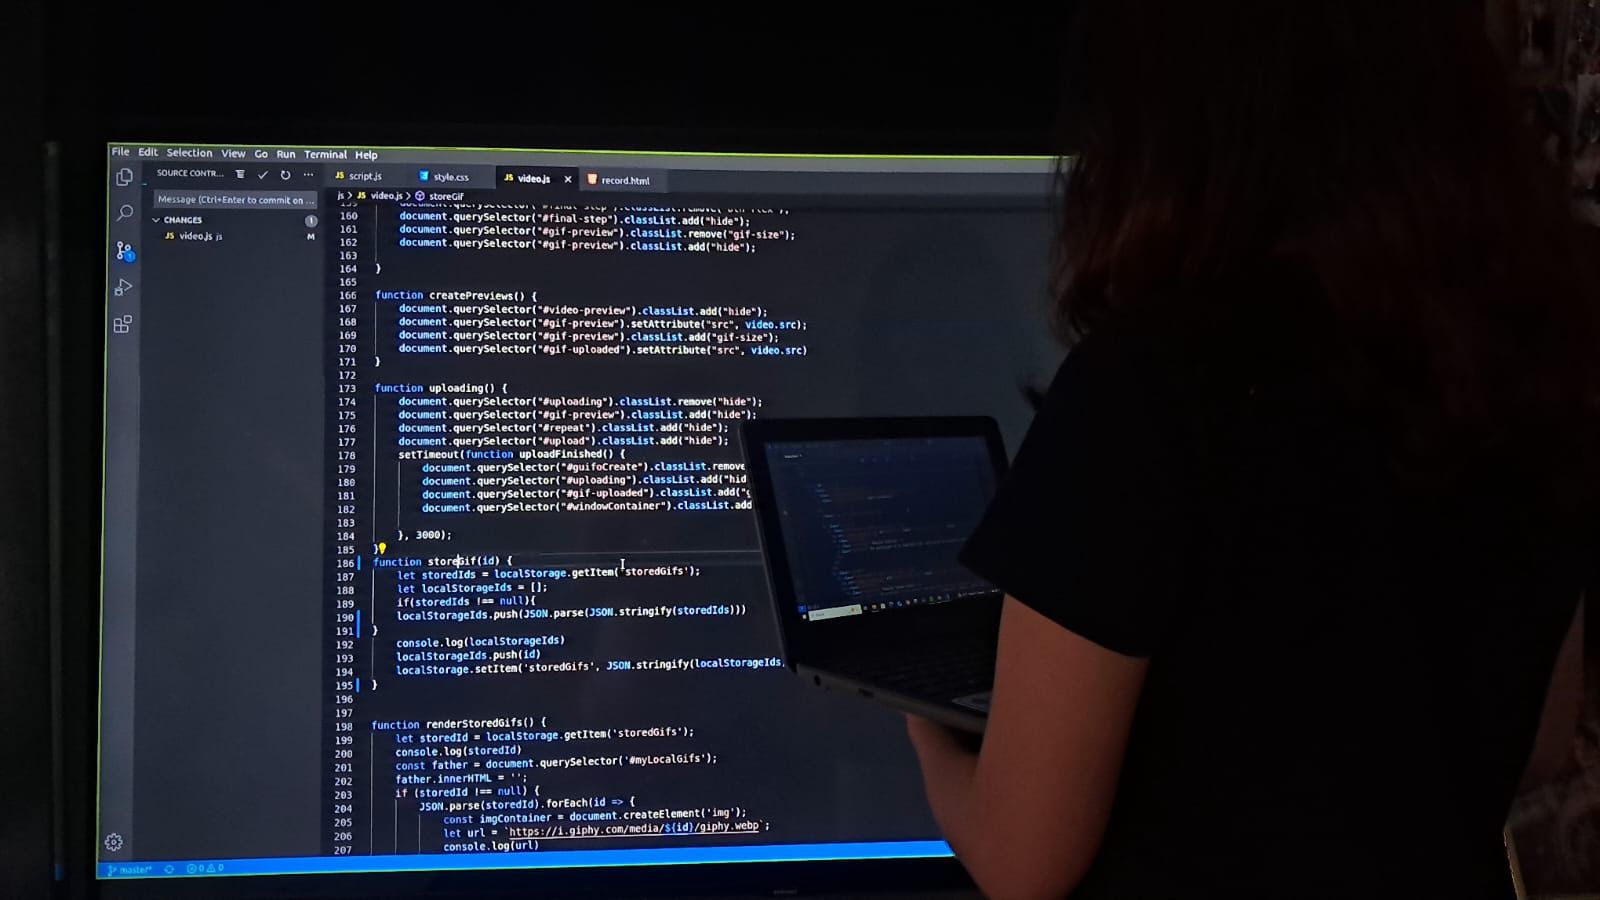 File Edit Selection View Go Run Terminal Help
SOURCE CONTR...
JS script.js
style.css
JS video.js ×
record.html
js > JS video.js > storeGif
Message (Ctrl+Enter to commit on ...
CHANGES 1
JS video.js js M
160 document.querySelector("#final-step").classList.add("hide");
161 document.querySelector("#gif-preview").classList.remove("gif-size");
162 document.querySelector("#gif-preview").classList.add("hide");
163
164 }
165
166 function createPreviews() {
167 document.querySelector("#video-preview").classList.add("hide");
168 document.querySelector("#gif-preview").setAttribute("src", video.src);
169 document.querySelector("#gif-preview").classList.add("gif-size");
170 document.querySelector("#gif-uploaded").setAttribute("src", video.src)
171 }
172
173 function uploading() {
174 document.querySelector("#uploading").classList.remove("hide");
175 document.querySelector("#gif-preview").classList.add("hide");
176 document.querySelector("#repeat").classList.add("hide");
177 document.querySelector("#upload").classList.add("hide");
178 setTimeout(function uploadFinished() {
179 document.querySelector("#guifoCreate").classList.remove
180 document.querySelector("#uploading").classList.add("hid
181 document.querySelector("#gif-uploaded").classList.add("
182 document.querySelector("#windowContainer").classList.add
183
184 }, 3000);
185 }
186 function storeGif(id) {
187 let storedIds = localStorage.getItem('storedGifs');
188 let localStorageIds = [];
189 if(storedIds !== null){
190 localStorageIds.push(JSON.parse(JSON.stringify(storedIds)))
191 }
192 console.log(localStorageIds)
193 localStorageIds.push(id)
194 localStorage.setItem('storedGifs', JSON.stringify(localStorageIds
195 }
196
197
198 function renderStoredGifs() {
199 let storedId = localStorage.getItem('storedGifs');
200 console.log(storedId)
201 const father = document.querySelector('#myLocalGifs');
202 father.innerHTML = '';
203 if (storedId !== null) {
204 JSON.parse(storedId).forEach(id => {
205 const imgContainer = document.createElement('img');
206 let url = `https://i.giphy.com/media/${id}/giphy.webp`;
207 console.log(url)
master* 0 0